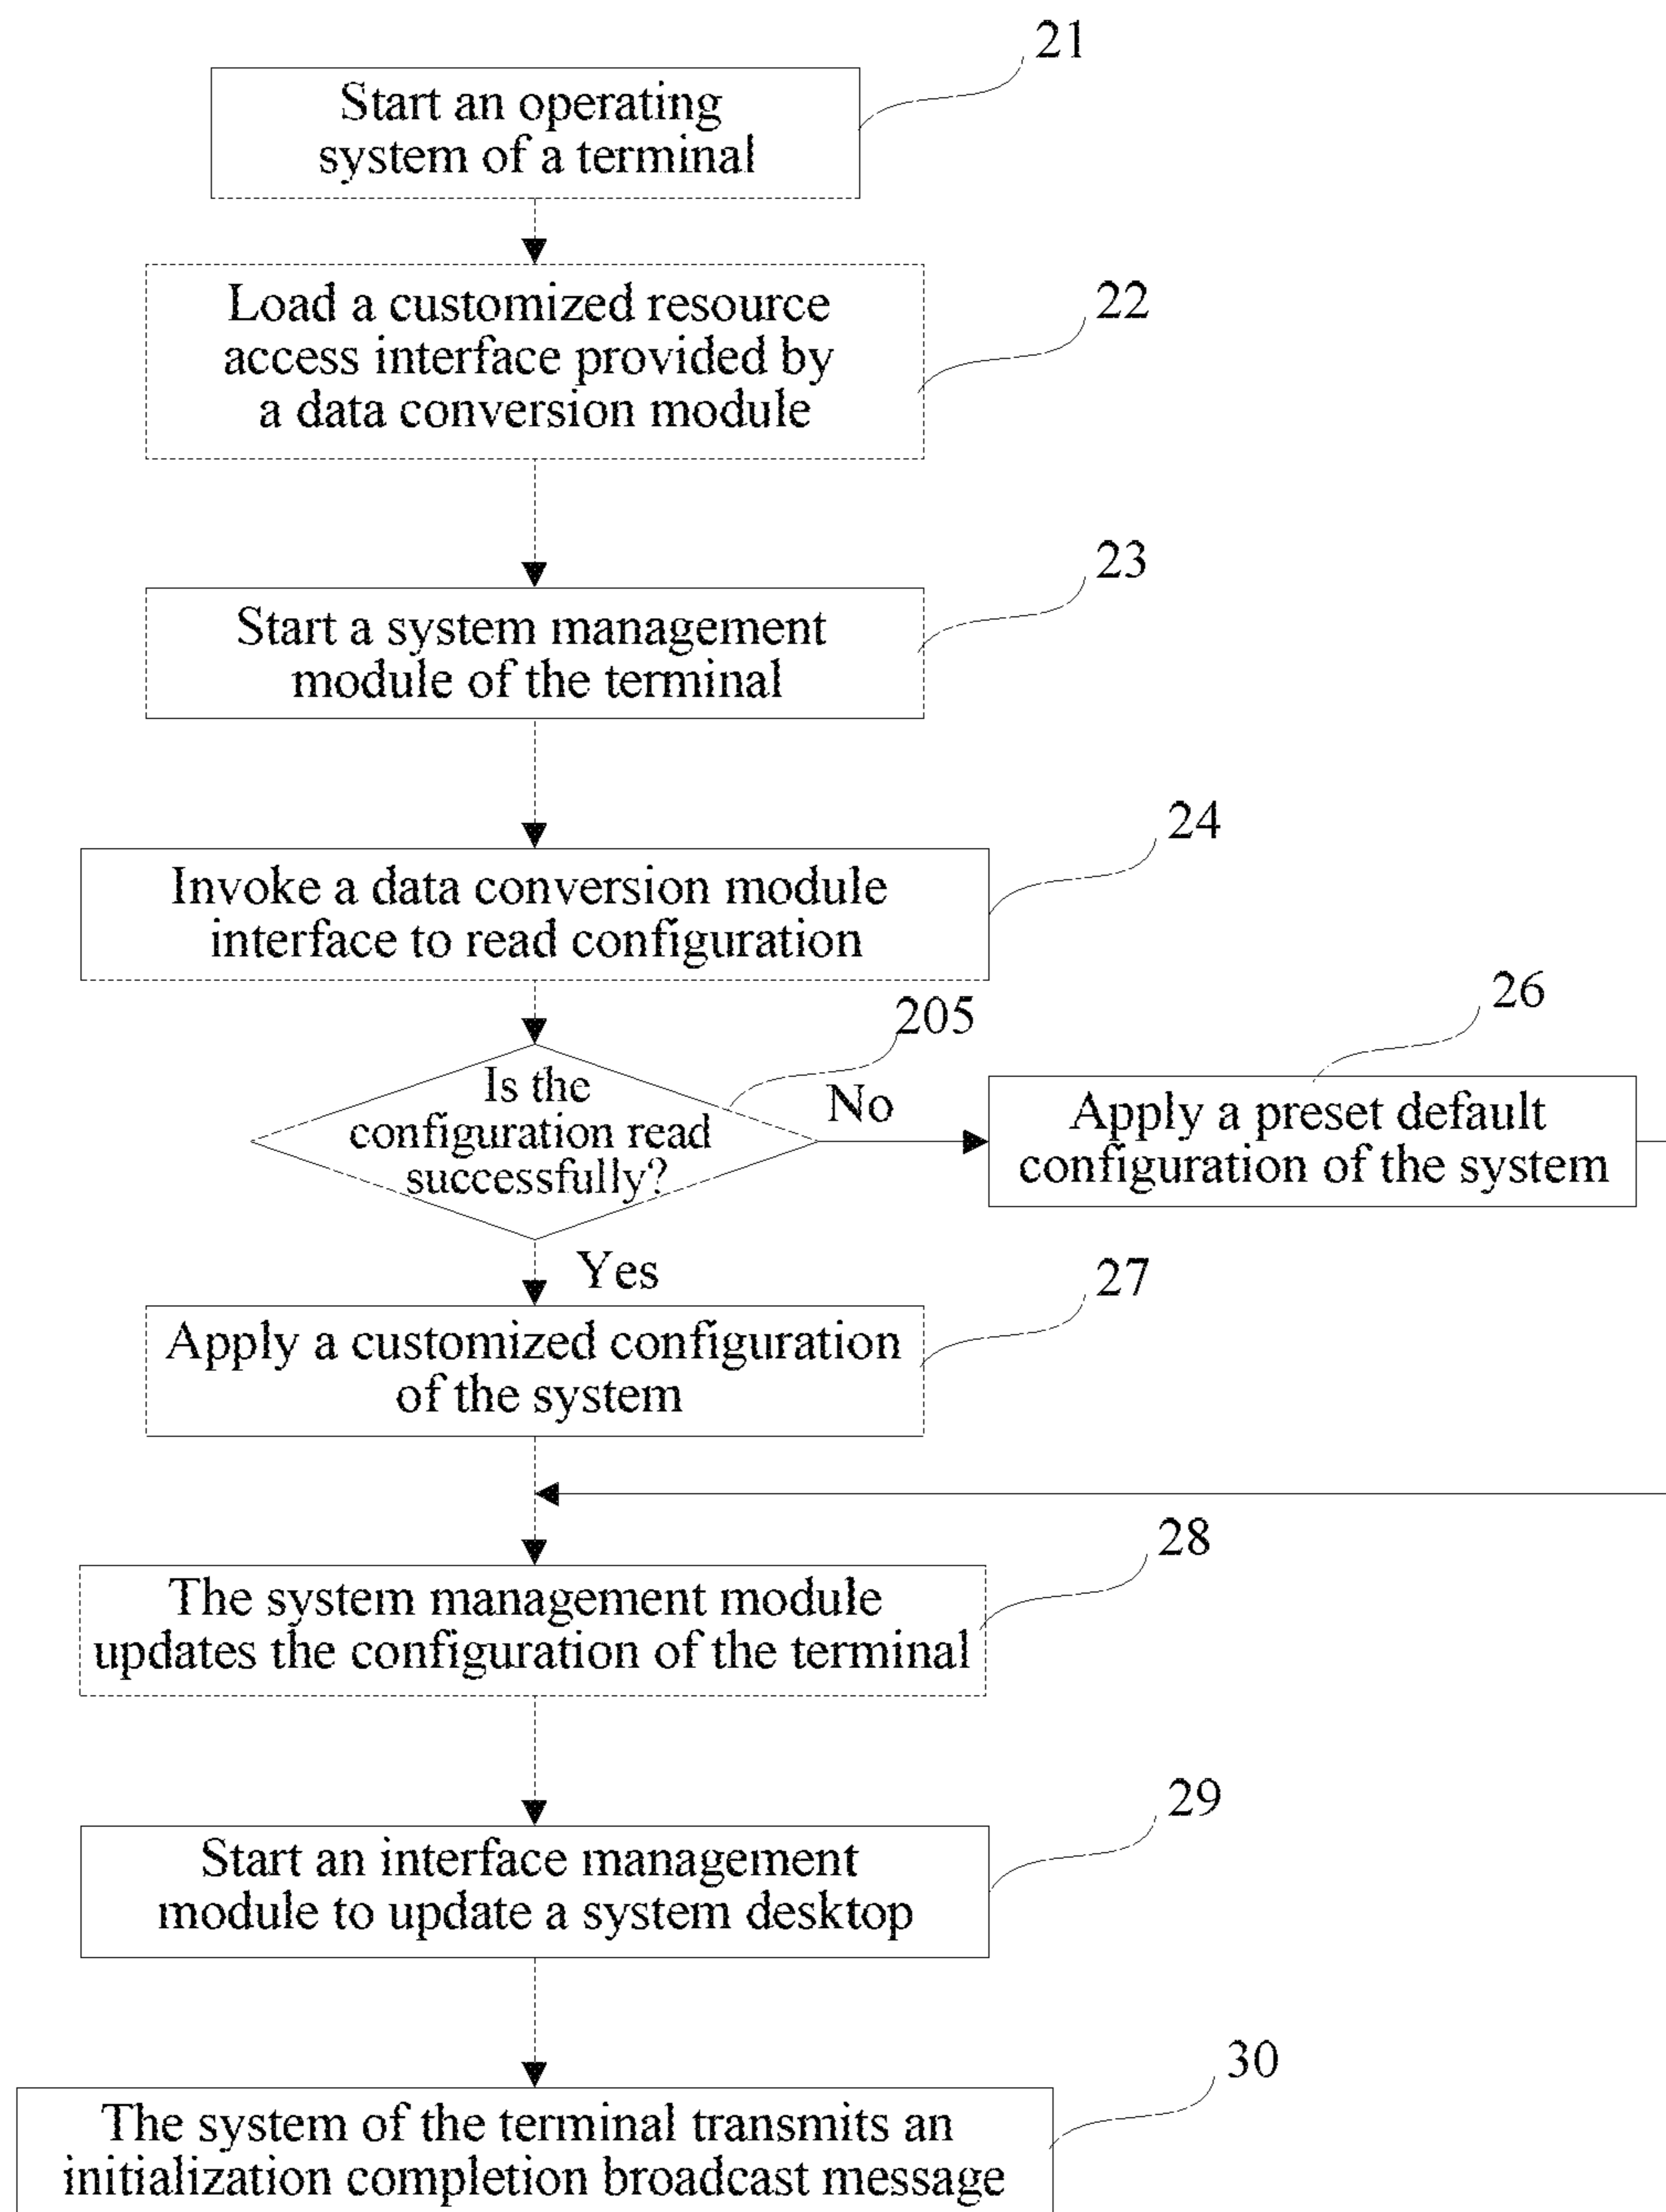 21
Start an operating
system of a terminal
22
Load a customized resource
access interface provided by
a data conversion module
23
Start a system management
module of the terminal
24
Invoke a data conversion module
interface to read configuration
205
Is the
configuration read
successfully?
No
26
Apply a preset default
configuration of the system
Yes
27
Apply a customized configuration
of the system
28
The system management module
updates the configuration of the terminal
29
Start an interface management
module to update a system desktop
30
The system of the terminal transmits an
initialization completion broadcast message